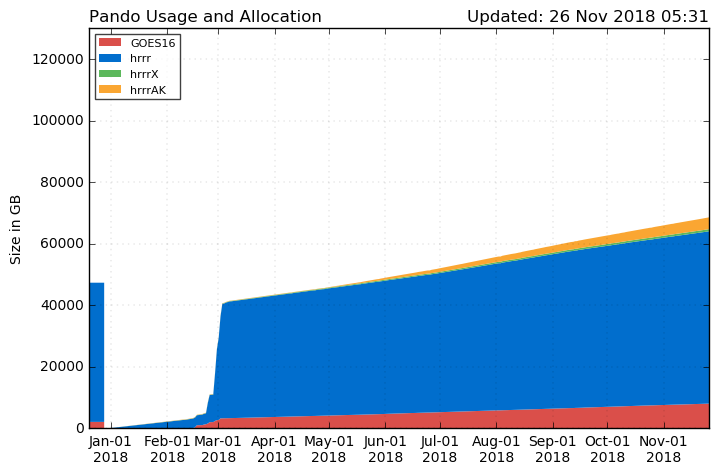 Pando Usage and Allocation Updated: 26 Nov 2018 05:31
GOES16
hrrr
hrrrX
hrrrAK
Size in GB
120000
100000
80000
60000
40000
20000
0
Jan-01 Feb-01 Mar-01 Apr-01 May-01 Jun-01 Jul-01 Aug-01 Sep-01 Oct-01 Nov-01
2018 2018 2018 2018 2018 2018 2018 2018 2018 2018 2018